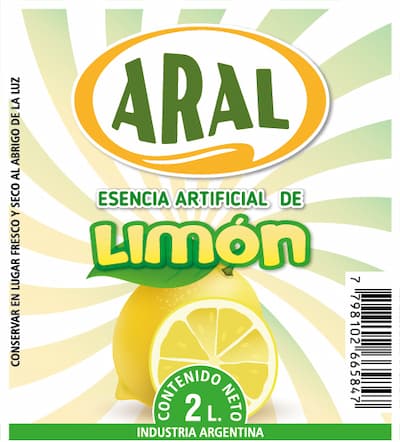 ARAL
ESENCIA ARTIFICIAL DE
Limón
CONSERVAR EN LUGAR FRESCO Y SECO AL ABRIGO DE LA LUZ
7 798102 665847
CONTENIDO NETO
2 L.
INDUSTRIA ARGENTINA